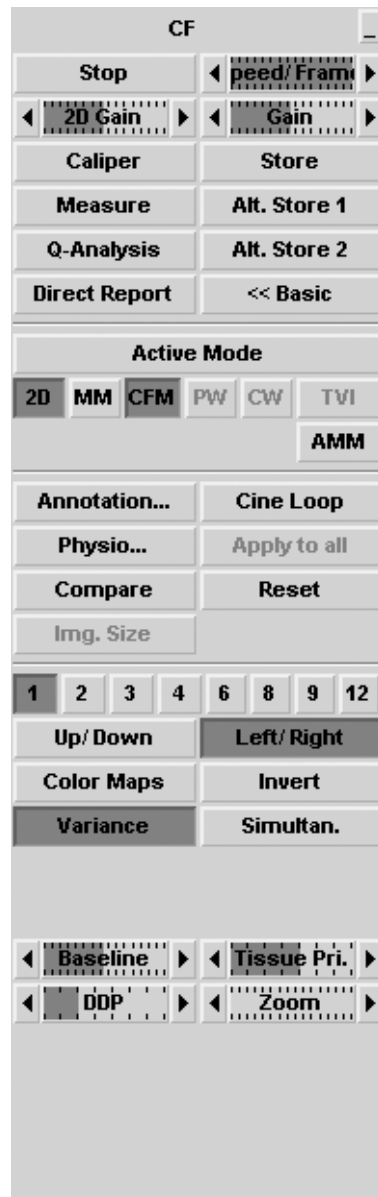 CF _
Stop peed/ Frame
2D Gain Gain
Caliper Store
Measure Alt. Store 1
Q-Analysis Alt. Store 2
Direct Report << Basic
Active Mode
2D MM CFM PW CW TVI
AMM
Annotation... Cine Loop
Physio... Apply to all
Compare Reset
Img. Size
1 2 3 4 6 8 9 12
Up/ Down Left/ Right
Color Maps Invert
Variance Simultan.
Baseline Tissue Pri.
DDP Zoom